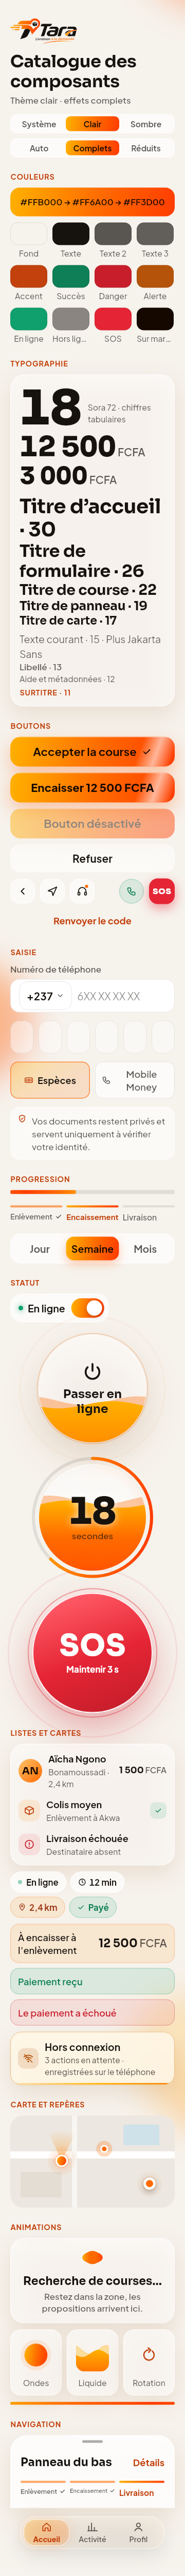 Tara
Catalogue des
composants
Thème clair · effets complets
Système Clair Sombre
Auto Complets Réduits
COULEURS
#FFB000 → #FF6A00 → #FF3D00
Fond Texte Texte 2 Texte 3
Accent Succès Danger Alerte
En ligne Hors lig… SOS Sur mar…
TYPOGRAPHIE
18 Sora 72 · chiffres
tabulaires
12 500 FCFA
3 000 FCFA
Titre d’accueil
· 30
Titre de
formulaire · 26
Titre de course · 22
Titre de panneau · 19
Titre de carte · 17
Texte courant · 15 · Plus Jakarta
Sans
Libellé · 13
Aide et métadonnées · 12
SURTITRE · 11
BOUTONS
Accepter la course
Encaisser 12 500 FCFA
Bouton désactivé
Refuser
SOS
Renvoyer le code
SAISIE
Numéro de téléphone
+237 6XX XX XX XX
Espèces
Mobile
Money
Vos documents restent privés et
servent uniquement à vérifier
votre identité.
PROGRESSION
Enlèvement Encaissement Livraison
Jour Semaine Mois
STATUT
En ligne
Passer en
ligne
18
secondes
SOS
Maintenir 3 s
LISTES ET CARTES
AN
Aïcha Ngono
Bonamoussadi ·
2,4 km
1 500 FCFA
Colis moyen
Enlèvement à Akwa
Livraison échouée
Destinataire absent
En ligne 12 min
2,4 km Payé
À encaisser à
l’enlèvement
12 500 FCFA
Paiement reçu
Le paiement a échoué
Hors connexion
3 actions en attente ·
enregistrées sur le téléphone
CARTE ET REPÈRES
ANIMATIONS
Recherche de courses…
Restez dans la zone, les
propositions arrivent ici.
Ondes Liquide Rotation
NAVIGATION
Panneau du bas Détails
Enlèvement Encaissement Livraison
Accueil Activité Profil